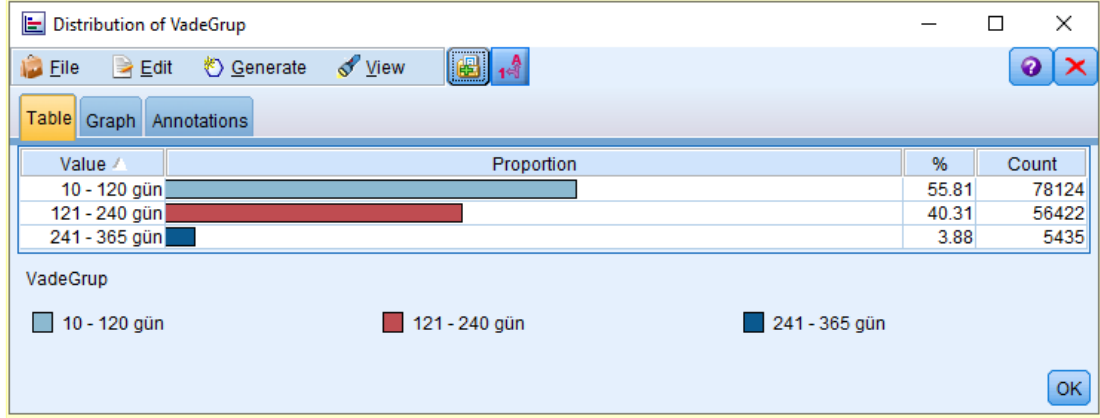 Distribution of VadeGrup
File Edit Generate View
Table Graph Annotations
Value Proportion % Count
10 - 120 gün 55.81 78124
121 - 240 gün 40.31 56422
241 - 365 gün 3.88 5435
VadeGrup
10 - 120 gün 121 - 240 gün 241 - 365 gün
OK